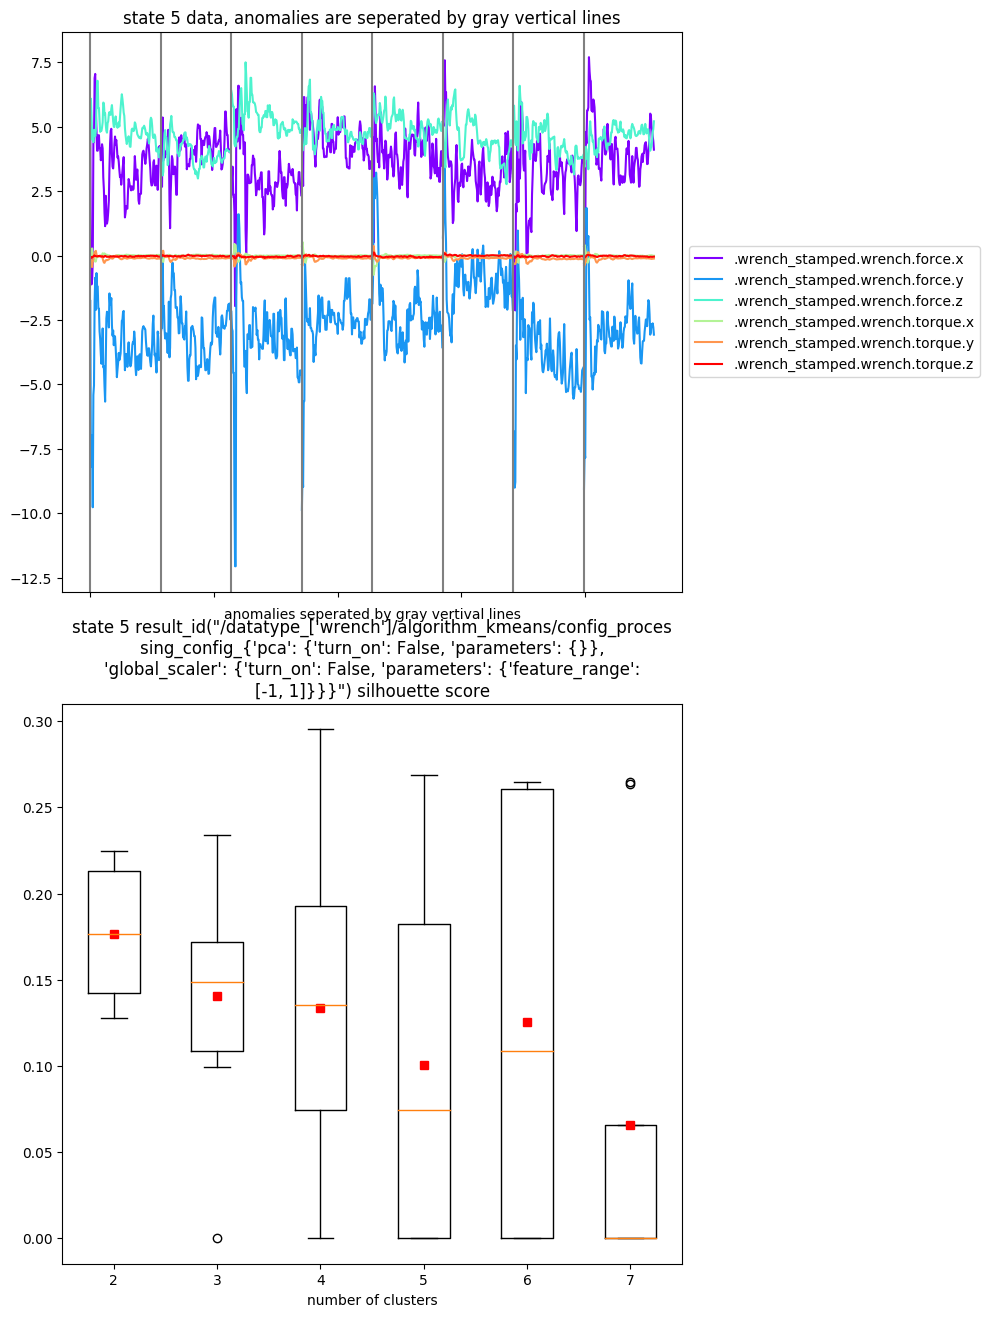 state 5 data, anomalies are seperated by gray vertical lines
7.5
5.0
2.5
0.0
−2.5
−5.0
−7.5
−10.0
−12.5
.wrench_stamped.wrench.force.x
.wrench_stamped.wrench.force.y
.wrench_stamped.wrench.force.z
.wrench_stamped.wrench.torque.x
.wrench_stamped.wrench.torque.y
.wrench_stamped.wrench.torque.z
anomalies seperated by gray vertival lines
state 5 result_id("/datatype_['wrench']/algorithm_kmeans/config_proces
sing_config_{'pca': {'turn_on': False, 'parameters': {}},
'global_scaler': {'turn_on': False, 'parameters': {'feature_range':
[-1, 1]}}}") silhouette score
0.30
0.25
0.20
0.15
0.10
0.05
0.00
2 3 4 5 6 7
number of clusters